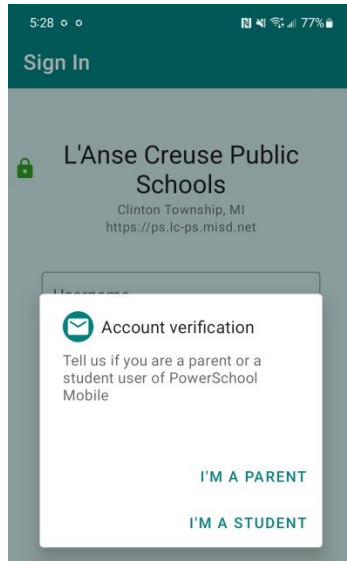 5:28
77%
Sign In
L'Anse Creuse Public
Schools
Clinton Township, MI
https://ps.lc-ps.misd.net
Username
Account verification
Tell us if you are a parent or a
student user of PowerSchool
Mobile
I'M A PARENT
I'M A STUDENT